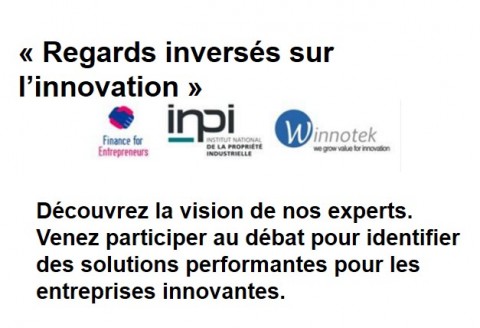 « Regards inversés sur
l’innovation »
Finance for
Entrepreneurs
inpi
INSTITUT NATIONAL
DE LA PROPRIÉTÉ
INDUSTRIELLE
Winnotek
we grow value for innovation
Découvrez la vision de nos experts.
Venez participer au débat pour identifier
des solutions performantes pour les
entreprises innovantes.